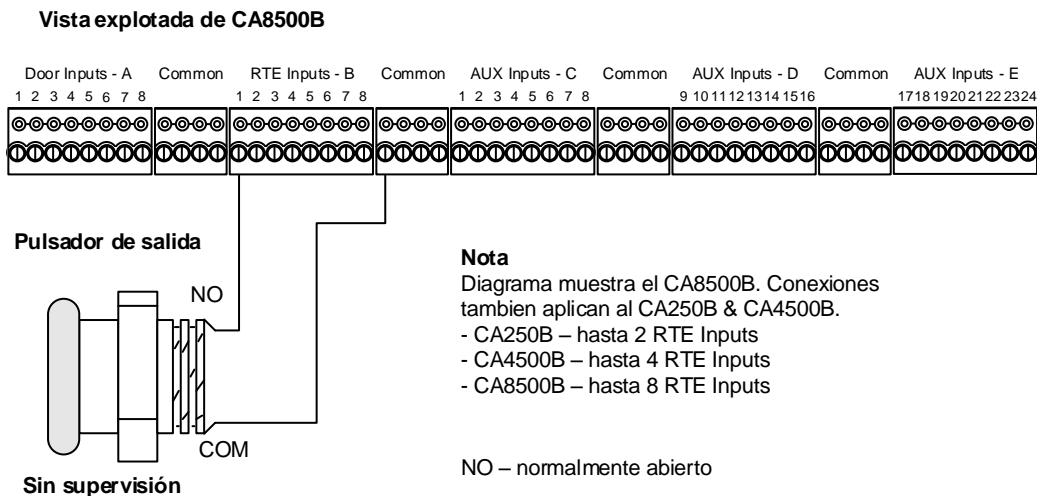 Vista explotada de CA8500B
Door Inputs - A Common RTE Inputs - B Common AUX Inputs - C Common AUX Inputs - D Common AUX Inputs - E
1 2 3 4 5 6 7 8 1 2 3 4 5 6 7 8 1 2 3 4 5 6 7 8 9 10 11 12 13 14 15 16 17 18 19 20 21 22 23 24
Pulsador de salida
NO
COM
Sin supervisión
Nota
Diagrama muestra el CA8500B. Conexiones
tambien aplican al CA250B & CA4500B.
- CA250B – hasta 2 RTE Inputs
- CA4500B – hasta 4 RTE Inputs
- CA8500B – hasta 8 RTE Inputs
NO – normalmente abierto